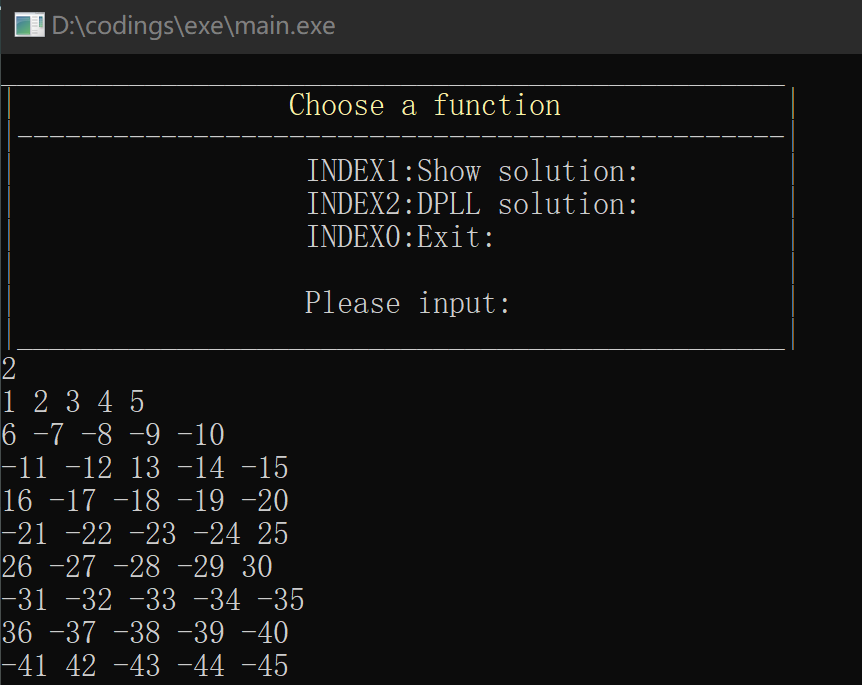 D:\codings\exe\main.exe
Choose a function
INDEX1:Show solution:
INDEX2:DPLL solution:
INDEX0:Exit:
Please input:
2
1 2 3 4 5
6 -7 -8 -9 -10
-11 -12 13 -14 -15
16 -17 -18 -19 -20
-21 -22 -23 -24 25
26 -27 -28 -29 30
-31 -32 -33 -34 -35
36 -37 -38 -39 -40
-41 42 -43 -44 -45